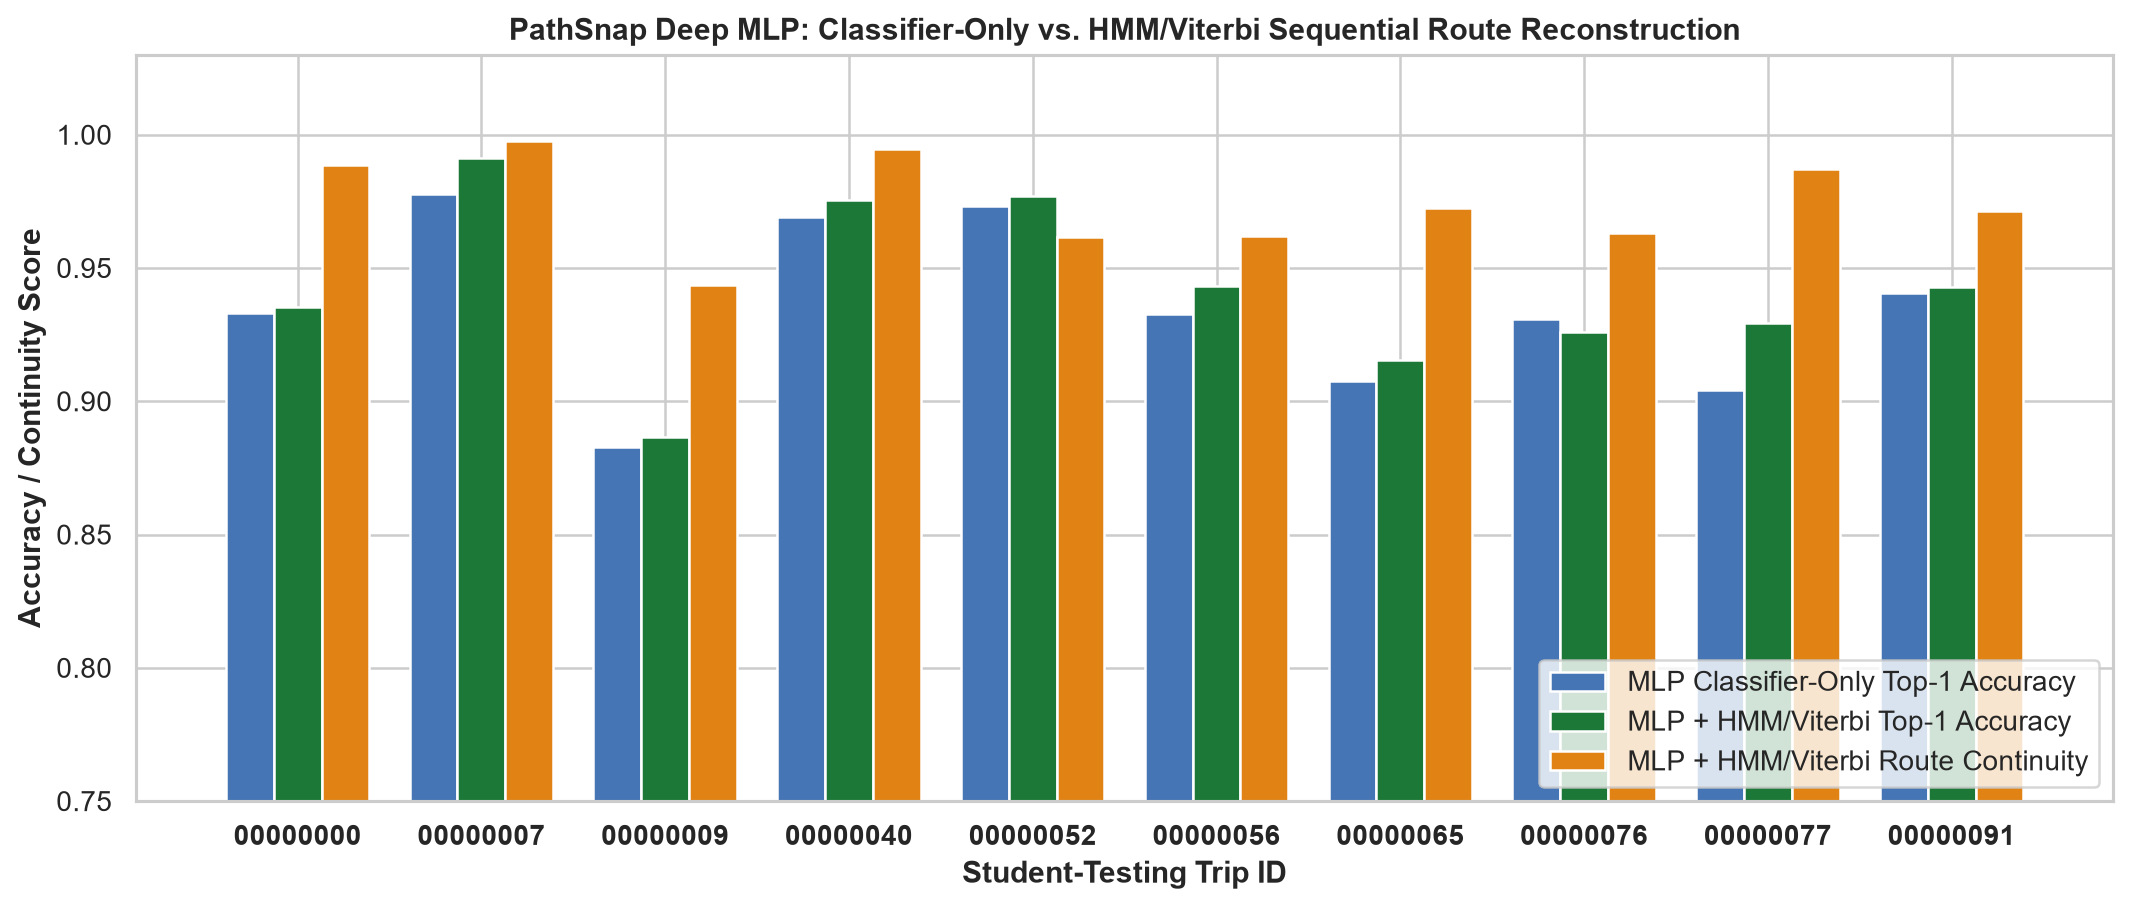 PathSnap Deep MLP: Classifier-Only vs. HMM/Viterbi Sequential Route Reconstruction
Accuracy / Continuity Score
1.00
0.95
0.90
0.85
0.80
0.75
MLP Classifier-Only Top-1 Accuracy
MLP + HMM/Viterbi Top-1 Accuracy
MLP + HMM/Viterbi Route Continuity
00000000 00000007 00000009 00000040 00000052 00000056 00000065 00000076 00000077 00000091
Student-Testing Trip ID